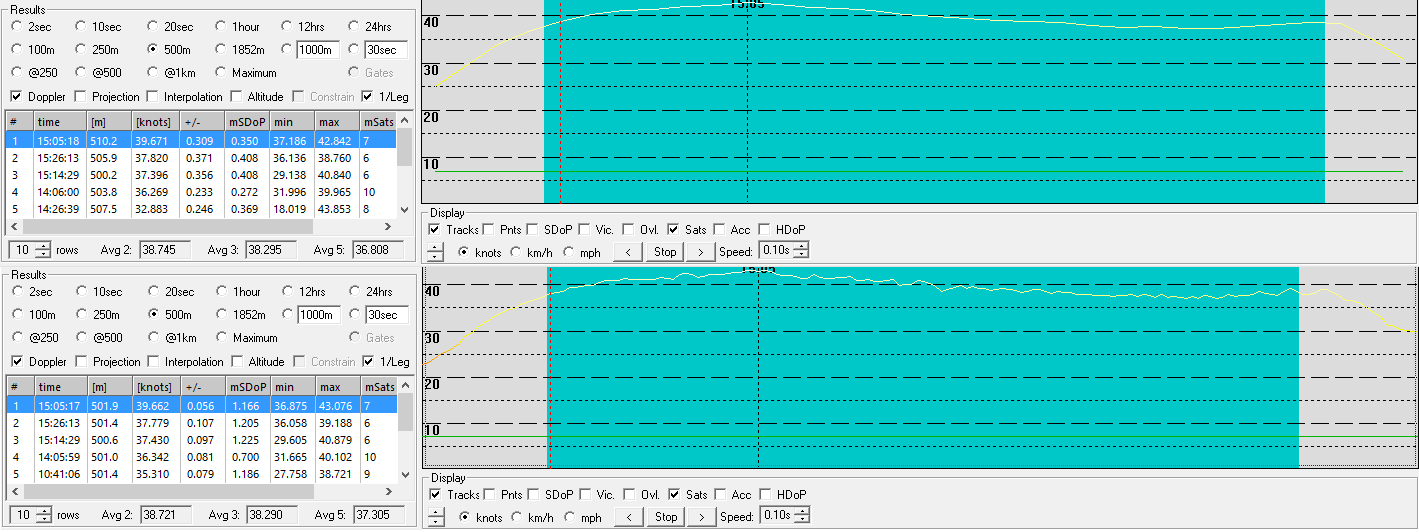 Results
2sec 10sec 20sec 1hour 12hrs 24hrs
100m 250m 500m 1852m 1000m 30sec
@250 @500 @1km Maximum Gates
Doppler Projection Interpolation Altitude Constrain 1/Leg
# time [m] [knots] +/- mSDoP min max mSats
1 15:05:18 510.2 39.671 0.309 0.350 37.186 42.842 7
2 15:26:13 505.9 37.820 0.371 0.408 36.136 38.760 6
3 15:14:29 500.2 37.396 0.356 0.408 29.138 40.840 6
4 14:06:00 503.8 36.269 0.233 0.272 31.996 39.965 10
5 14:26:39 507.5 32.883 0.246 0.369 18.019 43.853 8
10 rows Avg 2: 38.745 Avg 3: 38.295 Avg 5: 36.808
40
30
20
10
Display
Tracks Pnts SDoP Vic. Ovl. Sats Acc HDoP
knots km/h mph < Stop > Speed: 0.10s
Results
2sec 10sec 20sec 1hour 12hrs 24hrs
100m 250m 500m 1852m 1000m 30sec
@250 @500 @1km Maximum Gates
Doppler Projection Interpolation Altitude Constrain 1/Leg
# time [m] [knots] +/- mSDoP min max mSats
1 15:05:17 501.9 39.662 0.056 1.166 36.875 43.076 7
2 15:26:13 501.4 37.779 0.107 1.205 36.058 39.188 6
3 15:14:29 500.6 37.430 0.097 1.225 29.605 40.879 6
4 14:05:59 501.0 36.342 0.081 0.700 31.665 40.102 10
5 10:41:06 501.4 35.310 0.079 1.186 27.758 38.721 9
10 rows Avg 2: 38.721 Avg 3: 38.290 Avg 5: 37.305
40
30
20
10
Display
Tracks Pnts SDoP Vic. Ovl. Sats Acc HDoP
knots km/h mph < Stop > Speed: 0.10s